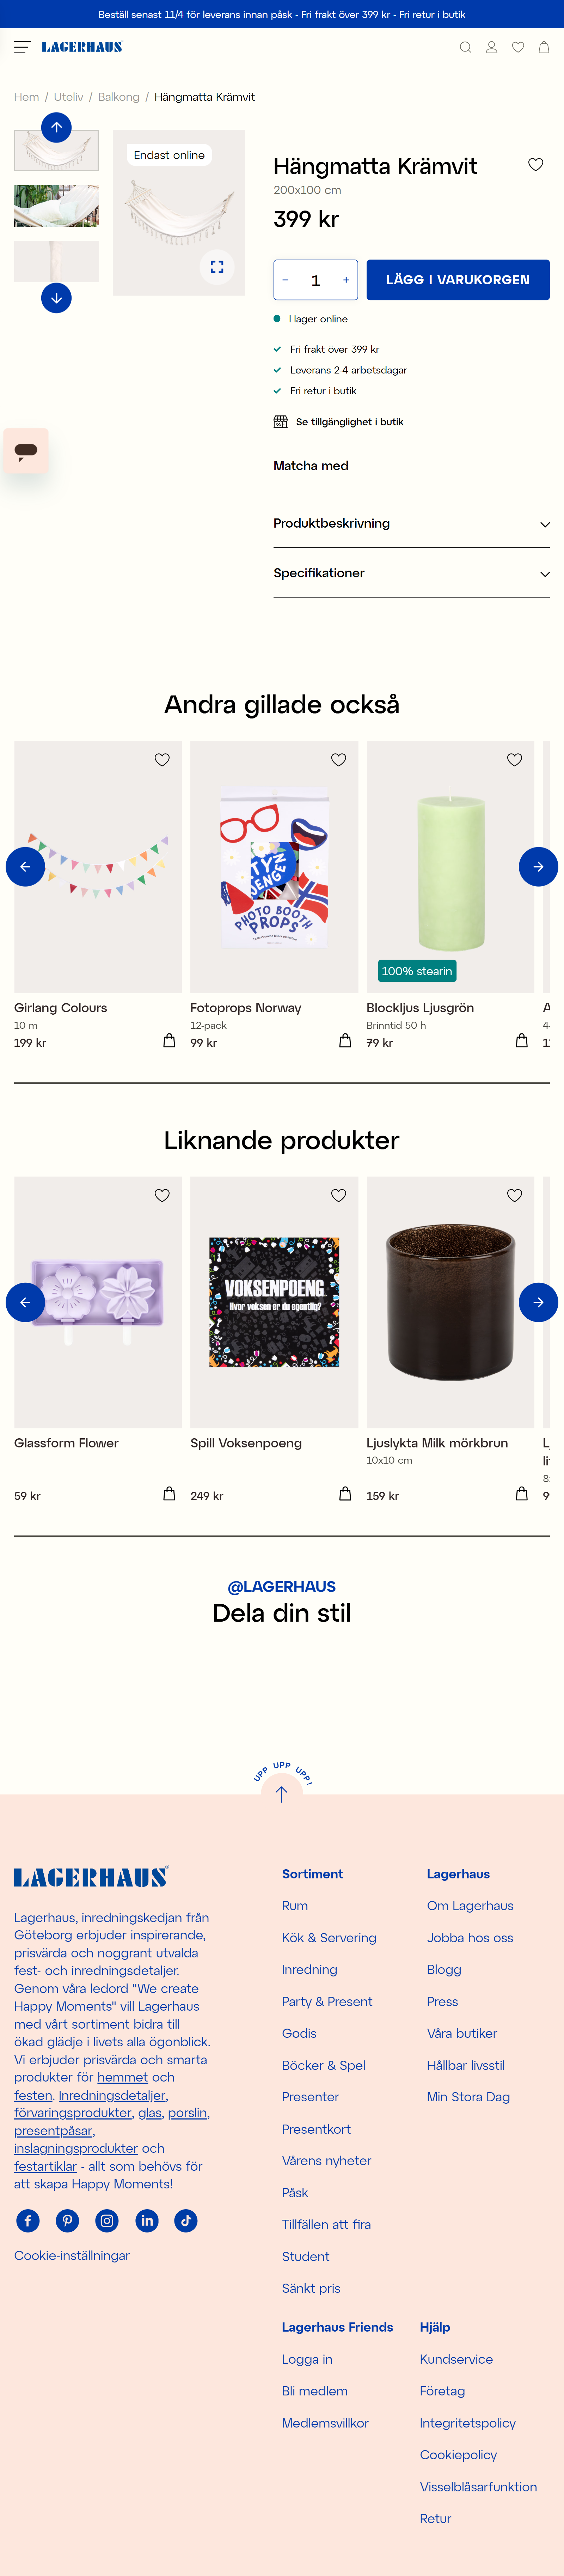 Beställ senast 11/4 för leverans innan påsk - Fri frakt över 399 kr - Fri retur i butik
LAGERHAUS
Hem / Uteliv / Balkong / Hängmatta Krämvit
Endast online
Hängmatta Krämvit
200x100 cm
399 kr
− 1 +
LÄGG I VARUKORGEN
I lager online
Fri frakt över 399 kr
Leverans 2-4 arbetsdagar
Fri retur i butik
Se tillgänglighet i butik
Matcha med
Produktbeskrivning
Specifikationer
Andra gillade också
PHOTO BOOTH
PROPS
100% stearin
Girlang Colours
10 m
199 kr
Fotoprops Norway
12-pack
99 kr
Blockljus Ljusgrön
Brinntid 50 h
79 kr
Liknande produkter
VOKSENPOENG
Hvor voksen er du egentlig?
Glassform Flower
59 kr
Spill Voksenpoeng
249 kr
Ljuslykta Milk mörkbrun
10x10 cm
159 kr
@LAGERHAUS
Dela din stil
UPP UPP UPP!
LAGERHAUS
Lagerhaus, inredningskedjan från
Göteborg erbjuder inspirerande,
prisvärda och noggrant utvalda
fest- och inredningsdetaljer.
Genom våra ledord "We create
Happy Moments" vill Lagerhaus
med vårt sortiment bidra till
ökad glädje i livets alla ögonblick.
Vi erbjuder prisvärda och smarta
produkter för hemmet och
festen. Inredningsdetaljer,
förvaringsprodukter, glas, porslin,
presentpåsar,
inslagningsprodukter och
festartiklar - allt som behövs för
att skapa Happy Moments!
Cookie-inställningar
Sortiment
Rum
Kök & Servering
Inredning
Party & Present
Godis
Böcker & Spel
Presenter
Presentkort
Vårens nyheter
Påsk
Tillfällen att fira
Student
Sänkt pris
Lagerhaus
Om Lagerhaus
Jobba hos oss
Blogg
Press
Våra butiker
Hållbar livsstil
Min Stora Dag
Lagerhaus Friends
Logga in
Bli medlem
Medlemsvillkor
Hjälp
Kundservice
Företag
Integritetspolicy
Cookiepolicy
Visselblåsarfunktion
Retur